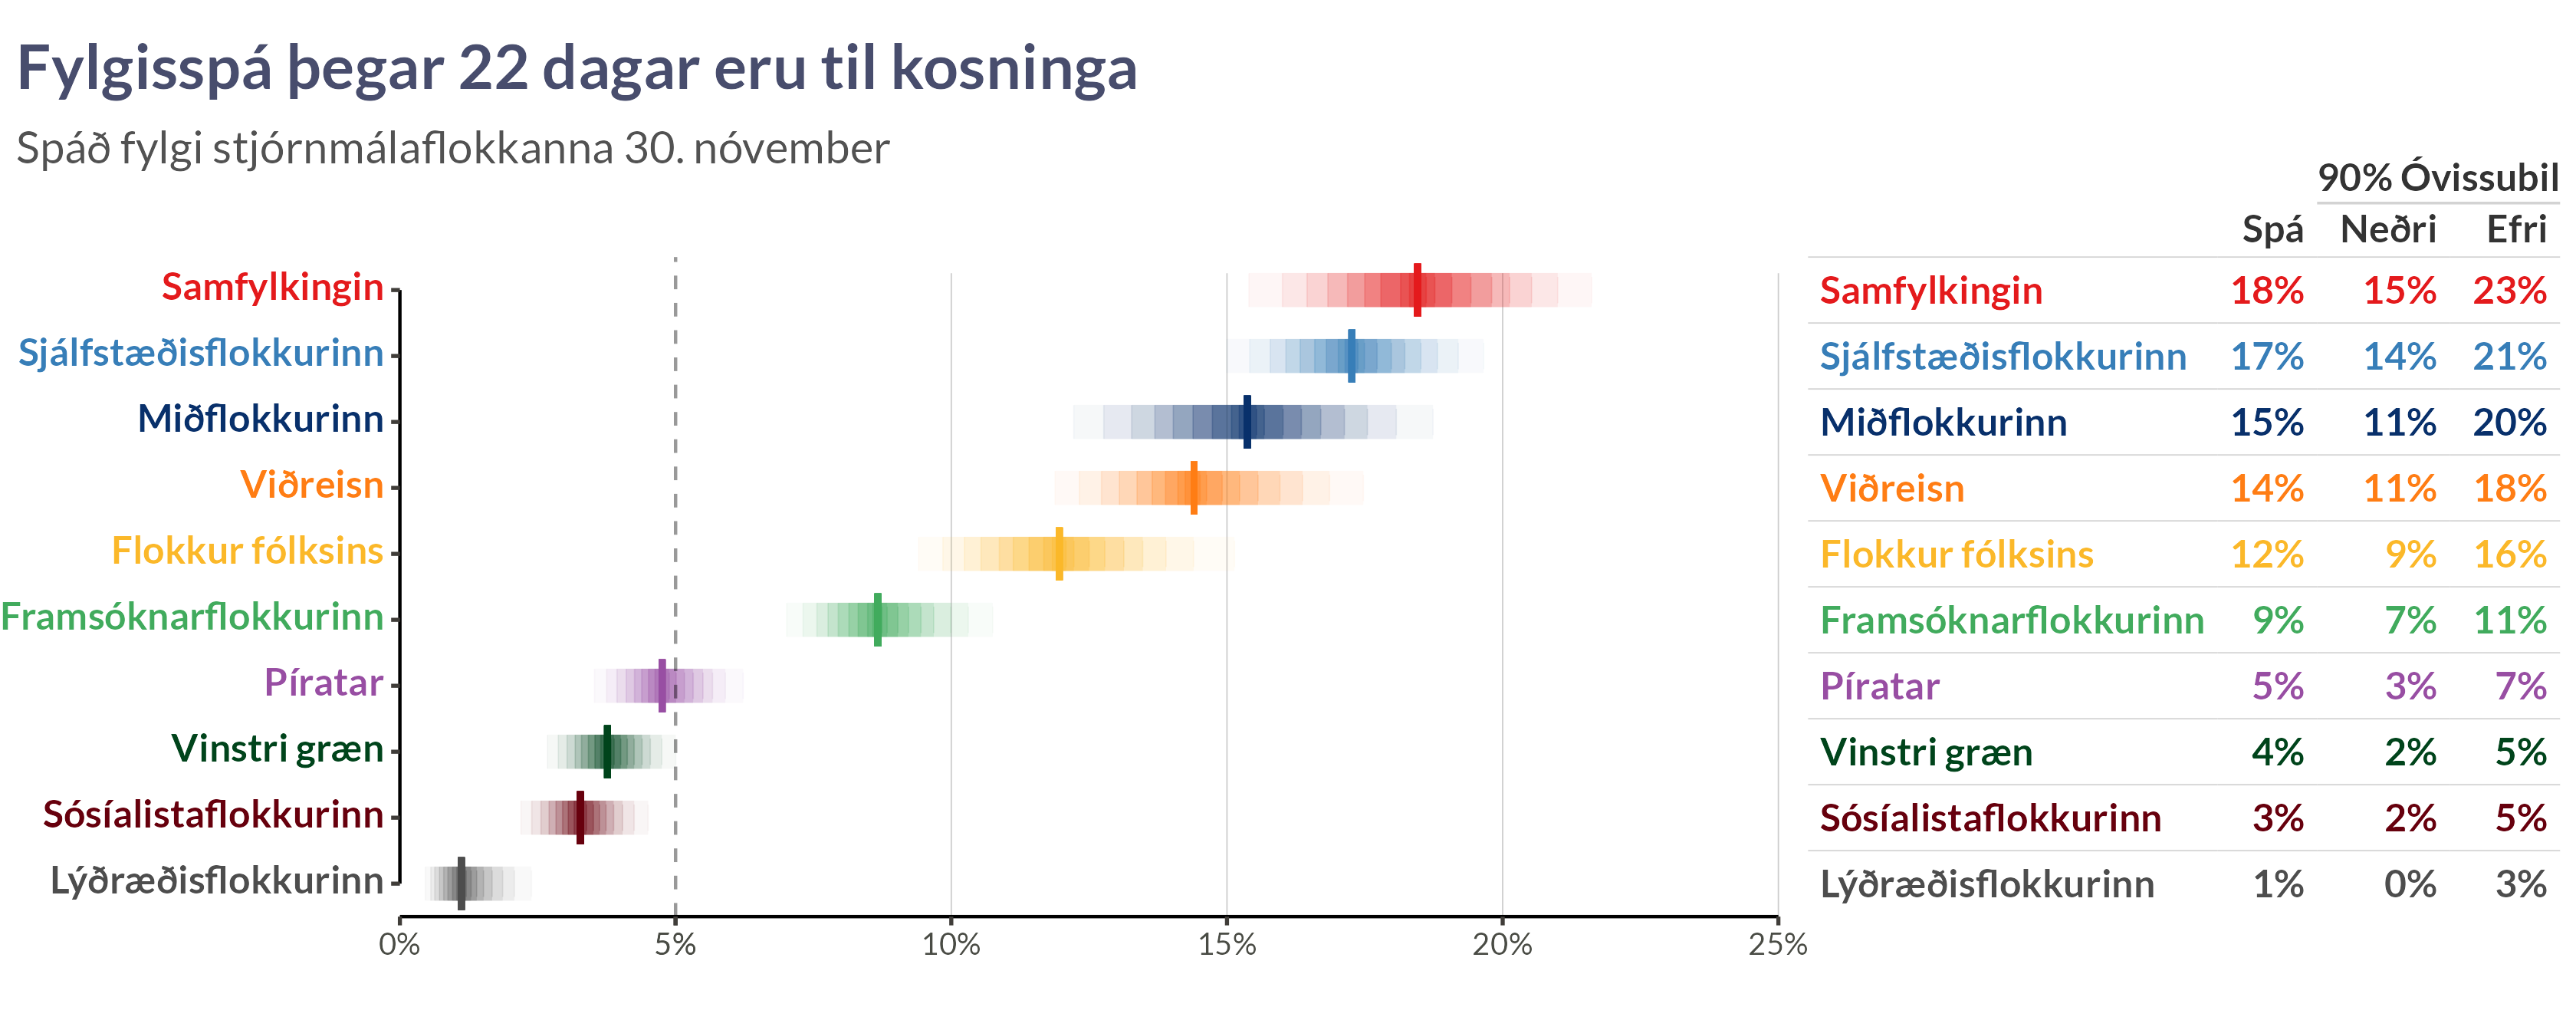 Fylgisspá þegar 22 dagar eru til kosninga
Spáð fylgi stjórnmálaflokkanna 30. nóvember
Samfylkingin
Sjálfstæðisflokkurinn
Miðflokkurinn
Viðreisn
Flokkur fólksins
Framsóknarflokkurinn
Píratar
Vinstri græn
Sósíalistaflokkurinn
Lýðræðisflokkurinn
0% 5% 10% 15% 20% 25%
90% Óvissubil
Spá Neðri Efri
Samfylkingin 18% 15% 23%
Sjálfstæðisflokkurinn 17% 14% 21%
Miðflokkurinn 15% 11% 20%
Viðreisn 14% 11% 18%
Flokkur fólksins 12% 9% 16%
Framsóknarflokkurinn 9% 7% 11%
Píratar 5% 3% 7%
Vinstri græn 4% 2% 5%
Sósíalistaflokkurinn 3% 2% 5%
Lýðræðisflokkurinn 1% 0% 3%